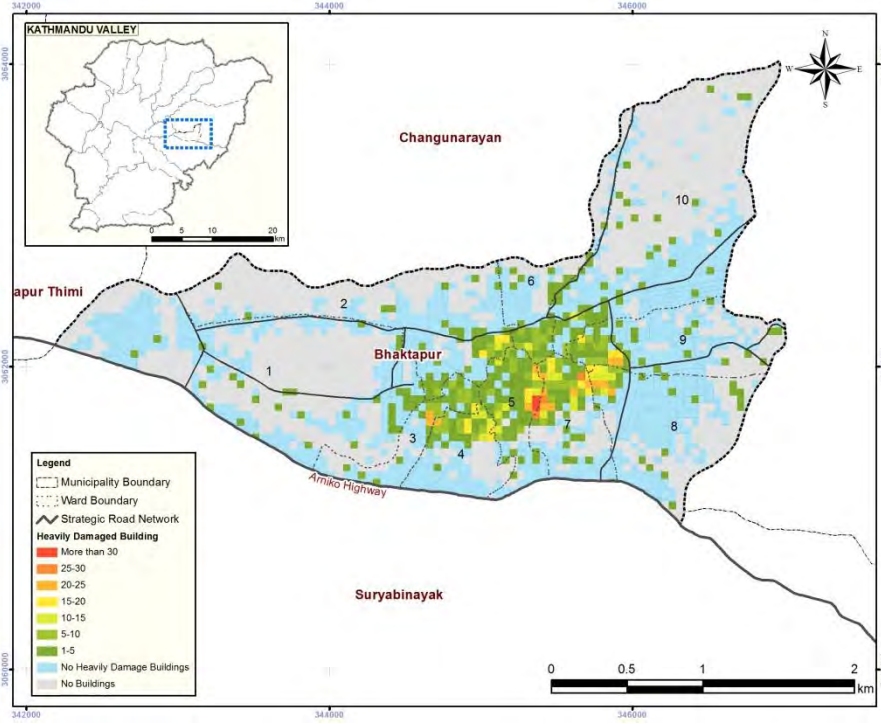 342000
344000
346000
3064000
KATHMANDU VALLEY
0
5
10
20
km
N
W
E
S
Changunarayan
10
6
2
apur Thimi
9
Bhaktapur
3062000
1
5
7
8
3
4
Arniko Highway
Legend
Municipality Boundary
Ward Boundary
Strategic Road Network
Heavily Damaged Building
More than 30
25-30
20-25
15-20
10-15
5-10
1-5
No Heavily Damage Buildings
No Buildings
Suryabinayak
0
0.5
1
2
km
3060000
342000
344000
346000